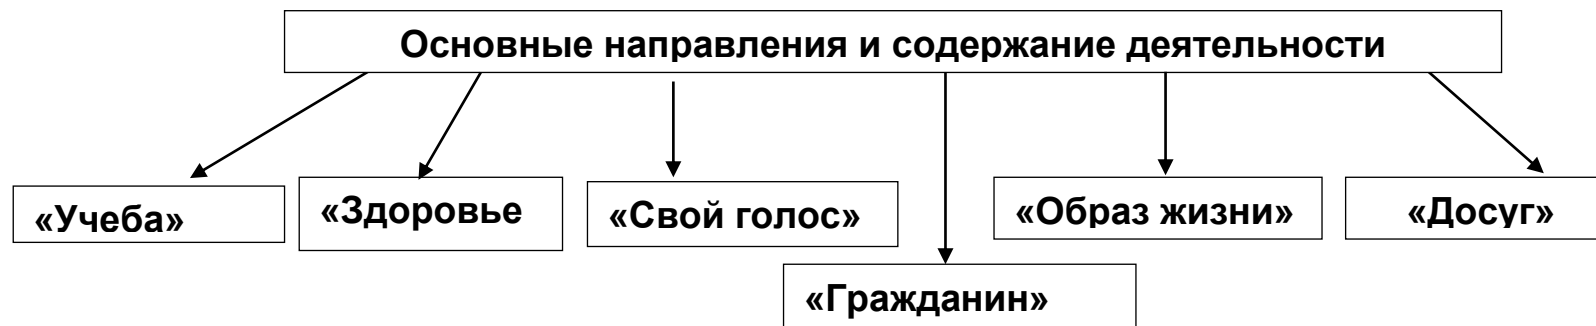 Основные направления и содержание деятельности
«Учеба»
«Здоровье
«Свой голос»
«Гражданин»
«Образ жизни»
«Досуг»